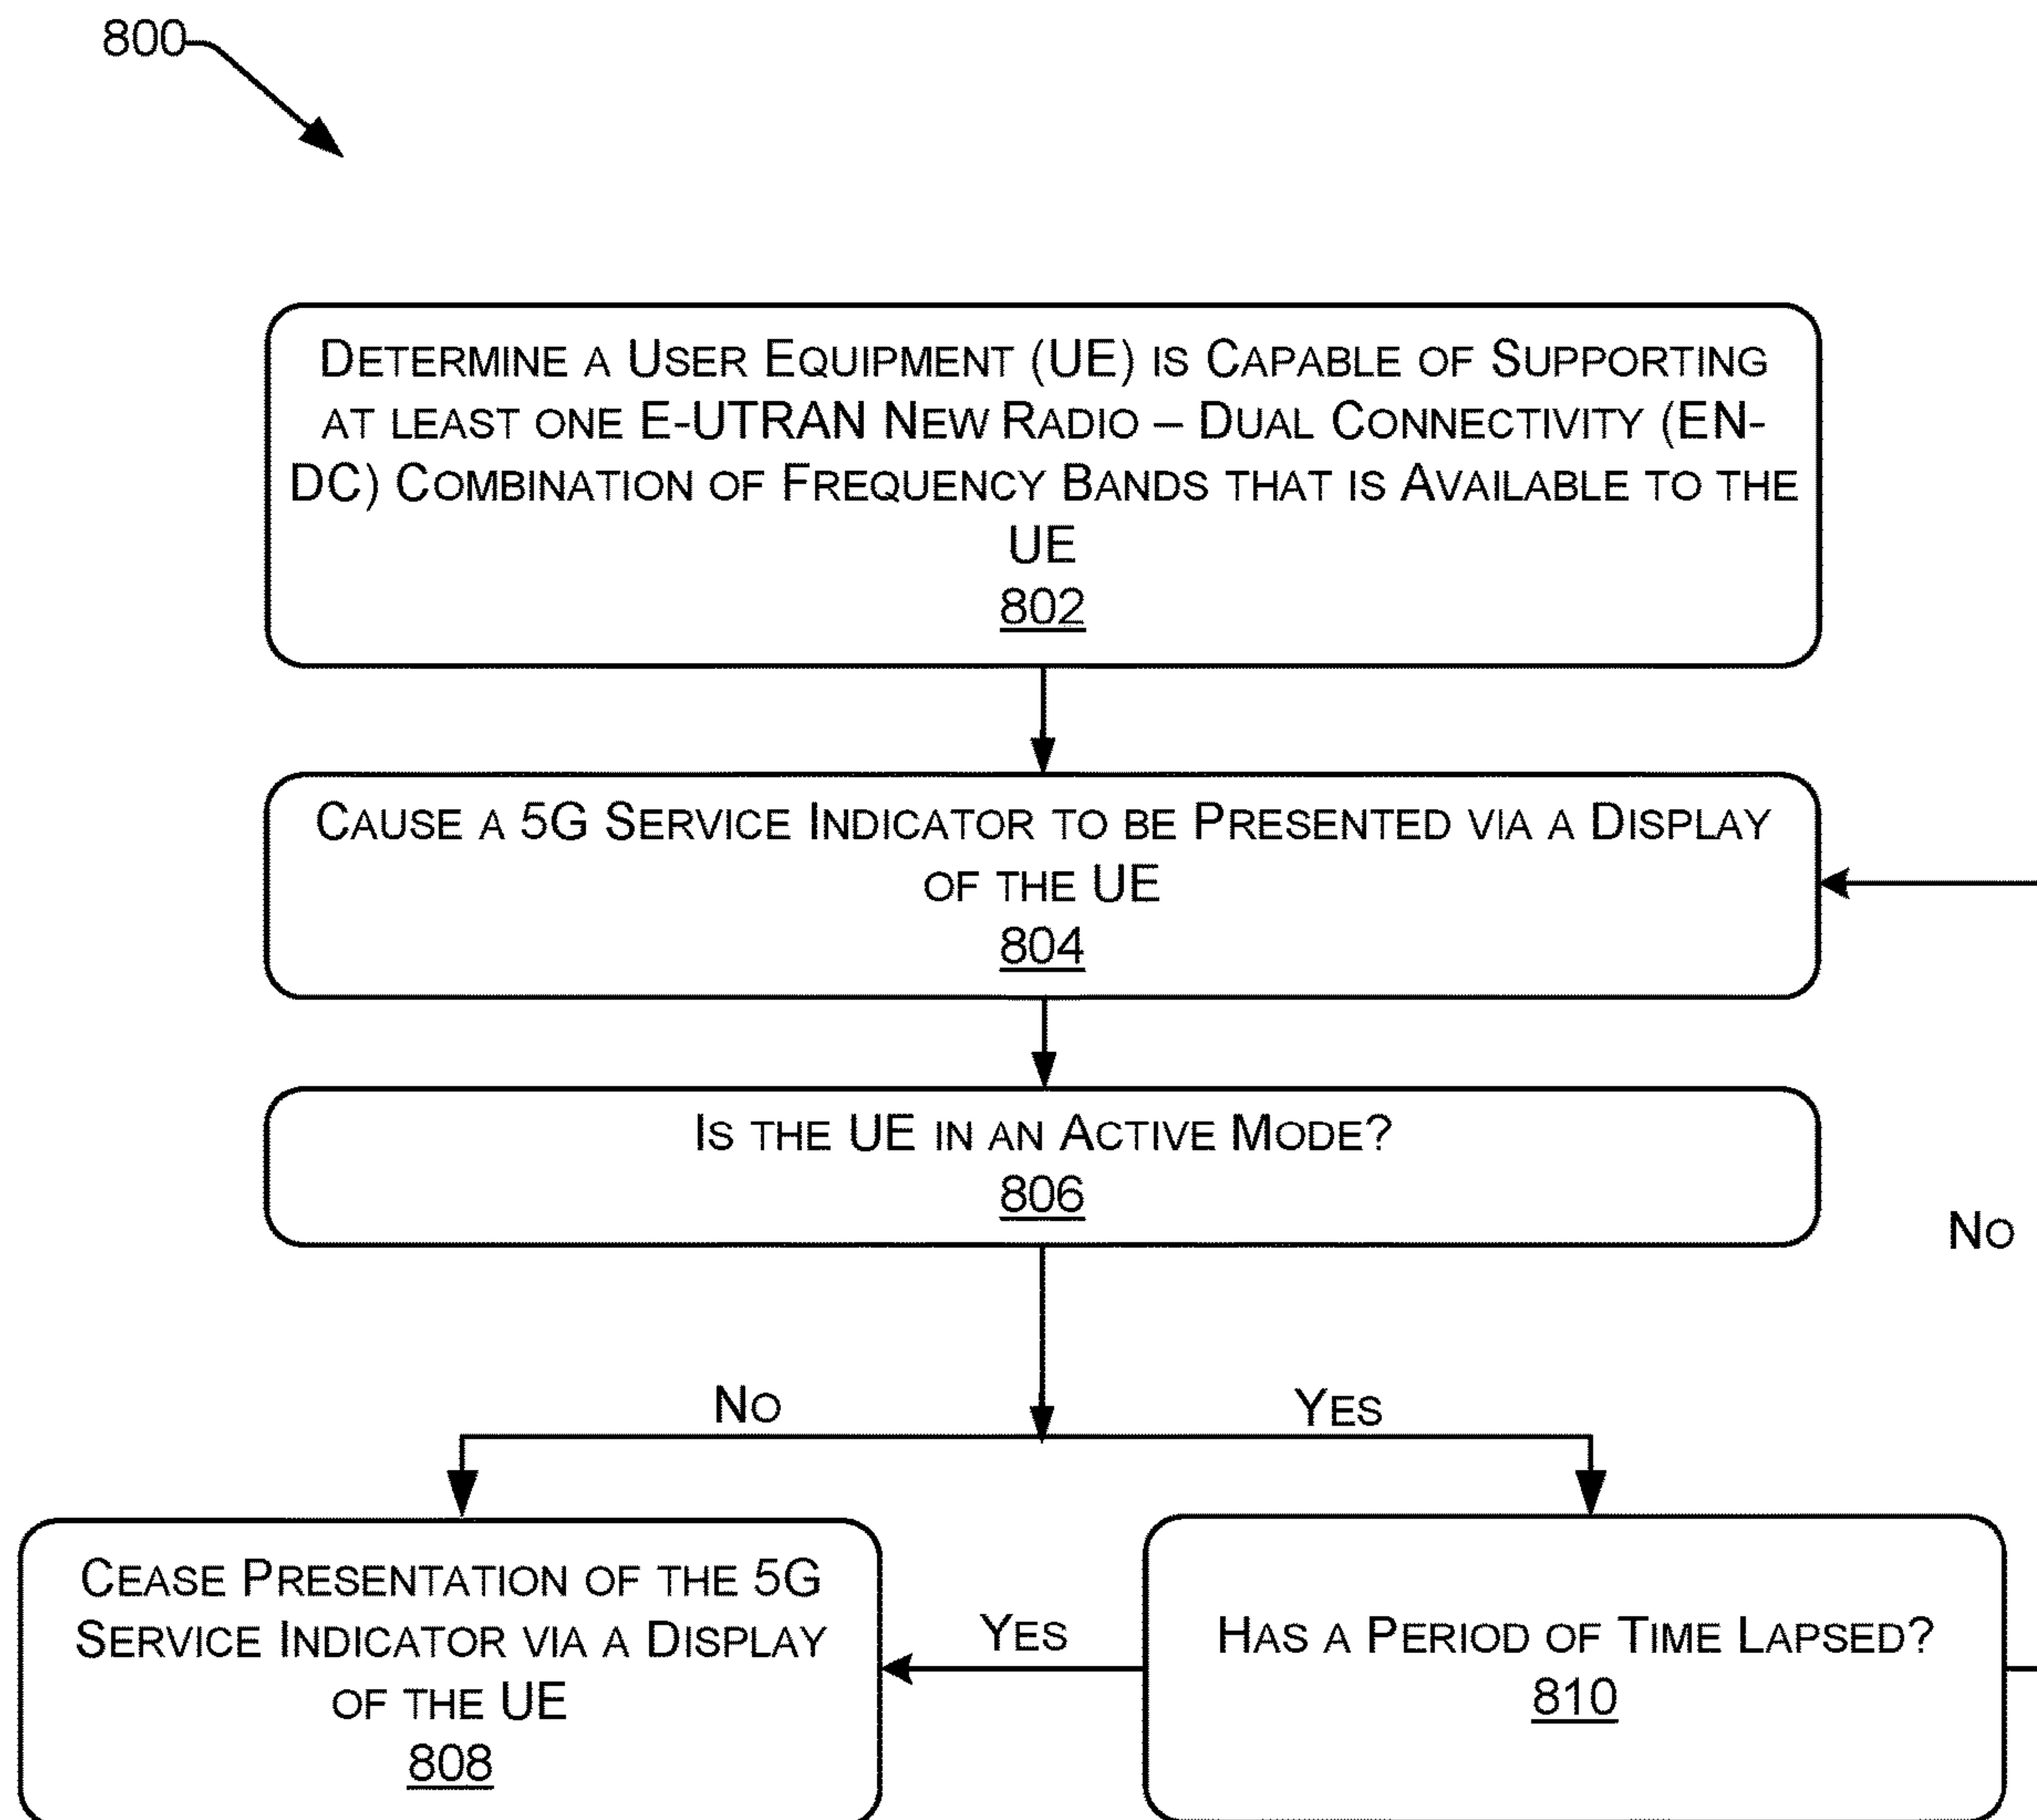 800
DETERMINE A USER EQUIPMENT (UE) IS CAPABLE OF SUPPORTING
AT LEAST ONE E-UTRAN NEW RADIO – DUAL CONNECTIVITY (EN-
DC) COMBINATION OF FREQUENCY BANDS THAT IS AVAILABLE TO THE
UE
802
CAUSE A 5G SERVICE INDICATOR TO BE PRESENTED VIA A DISPLAY
OF THE UE
804
IS THE UE IN AN ACTIVE MODE?
806
NO
NO
YES
CEASE PRESENTATION OF THE 5G
SERVICE INDICATOR VIA A DISPLAY
OF THE UE
808
YES
HAS A PERIOD OF TIME LAPSED?
810